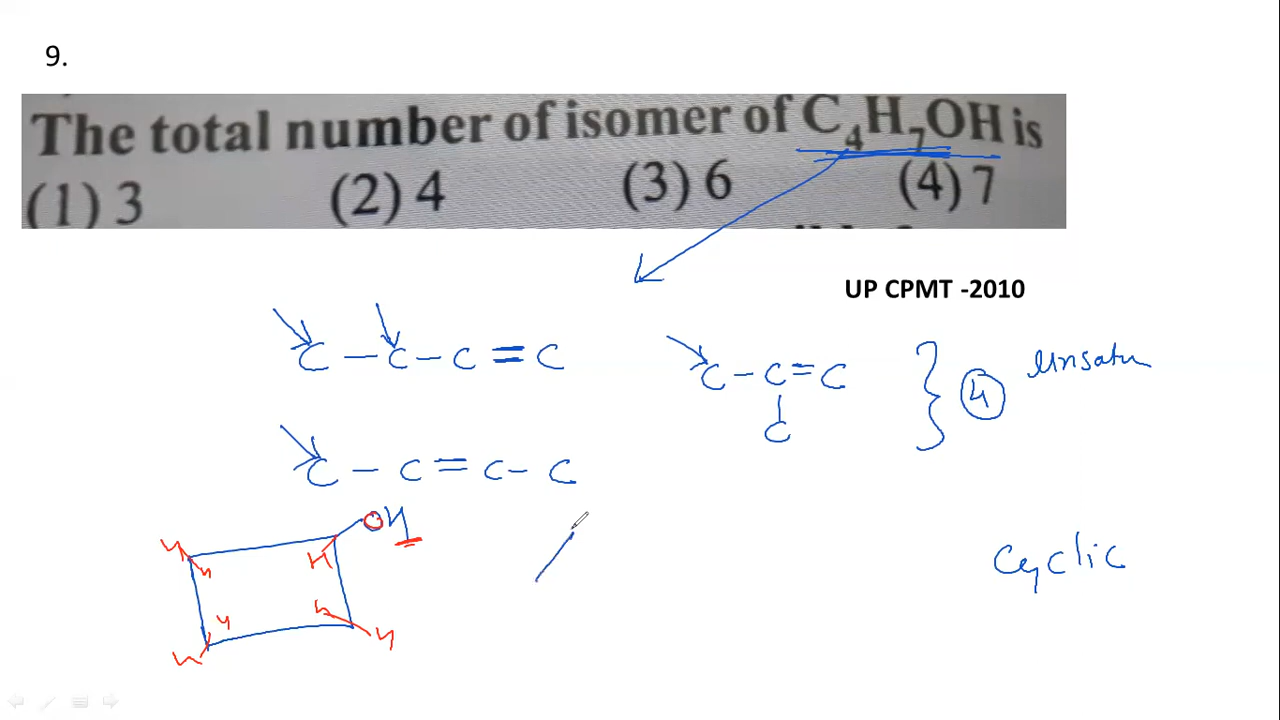 9.
The total number of isomer of C₄H₇OH is
(1) 3 (2) 4 (3) 6 (4) 7
UP CPMT -2010
C – C – C = C
C – C = C
C
} 4 Unsatu
C – C = C – C
OH
H H H
H H
H H H
cyclic